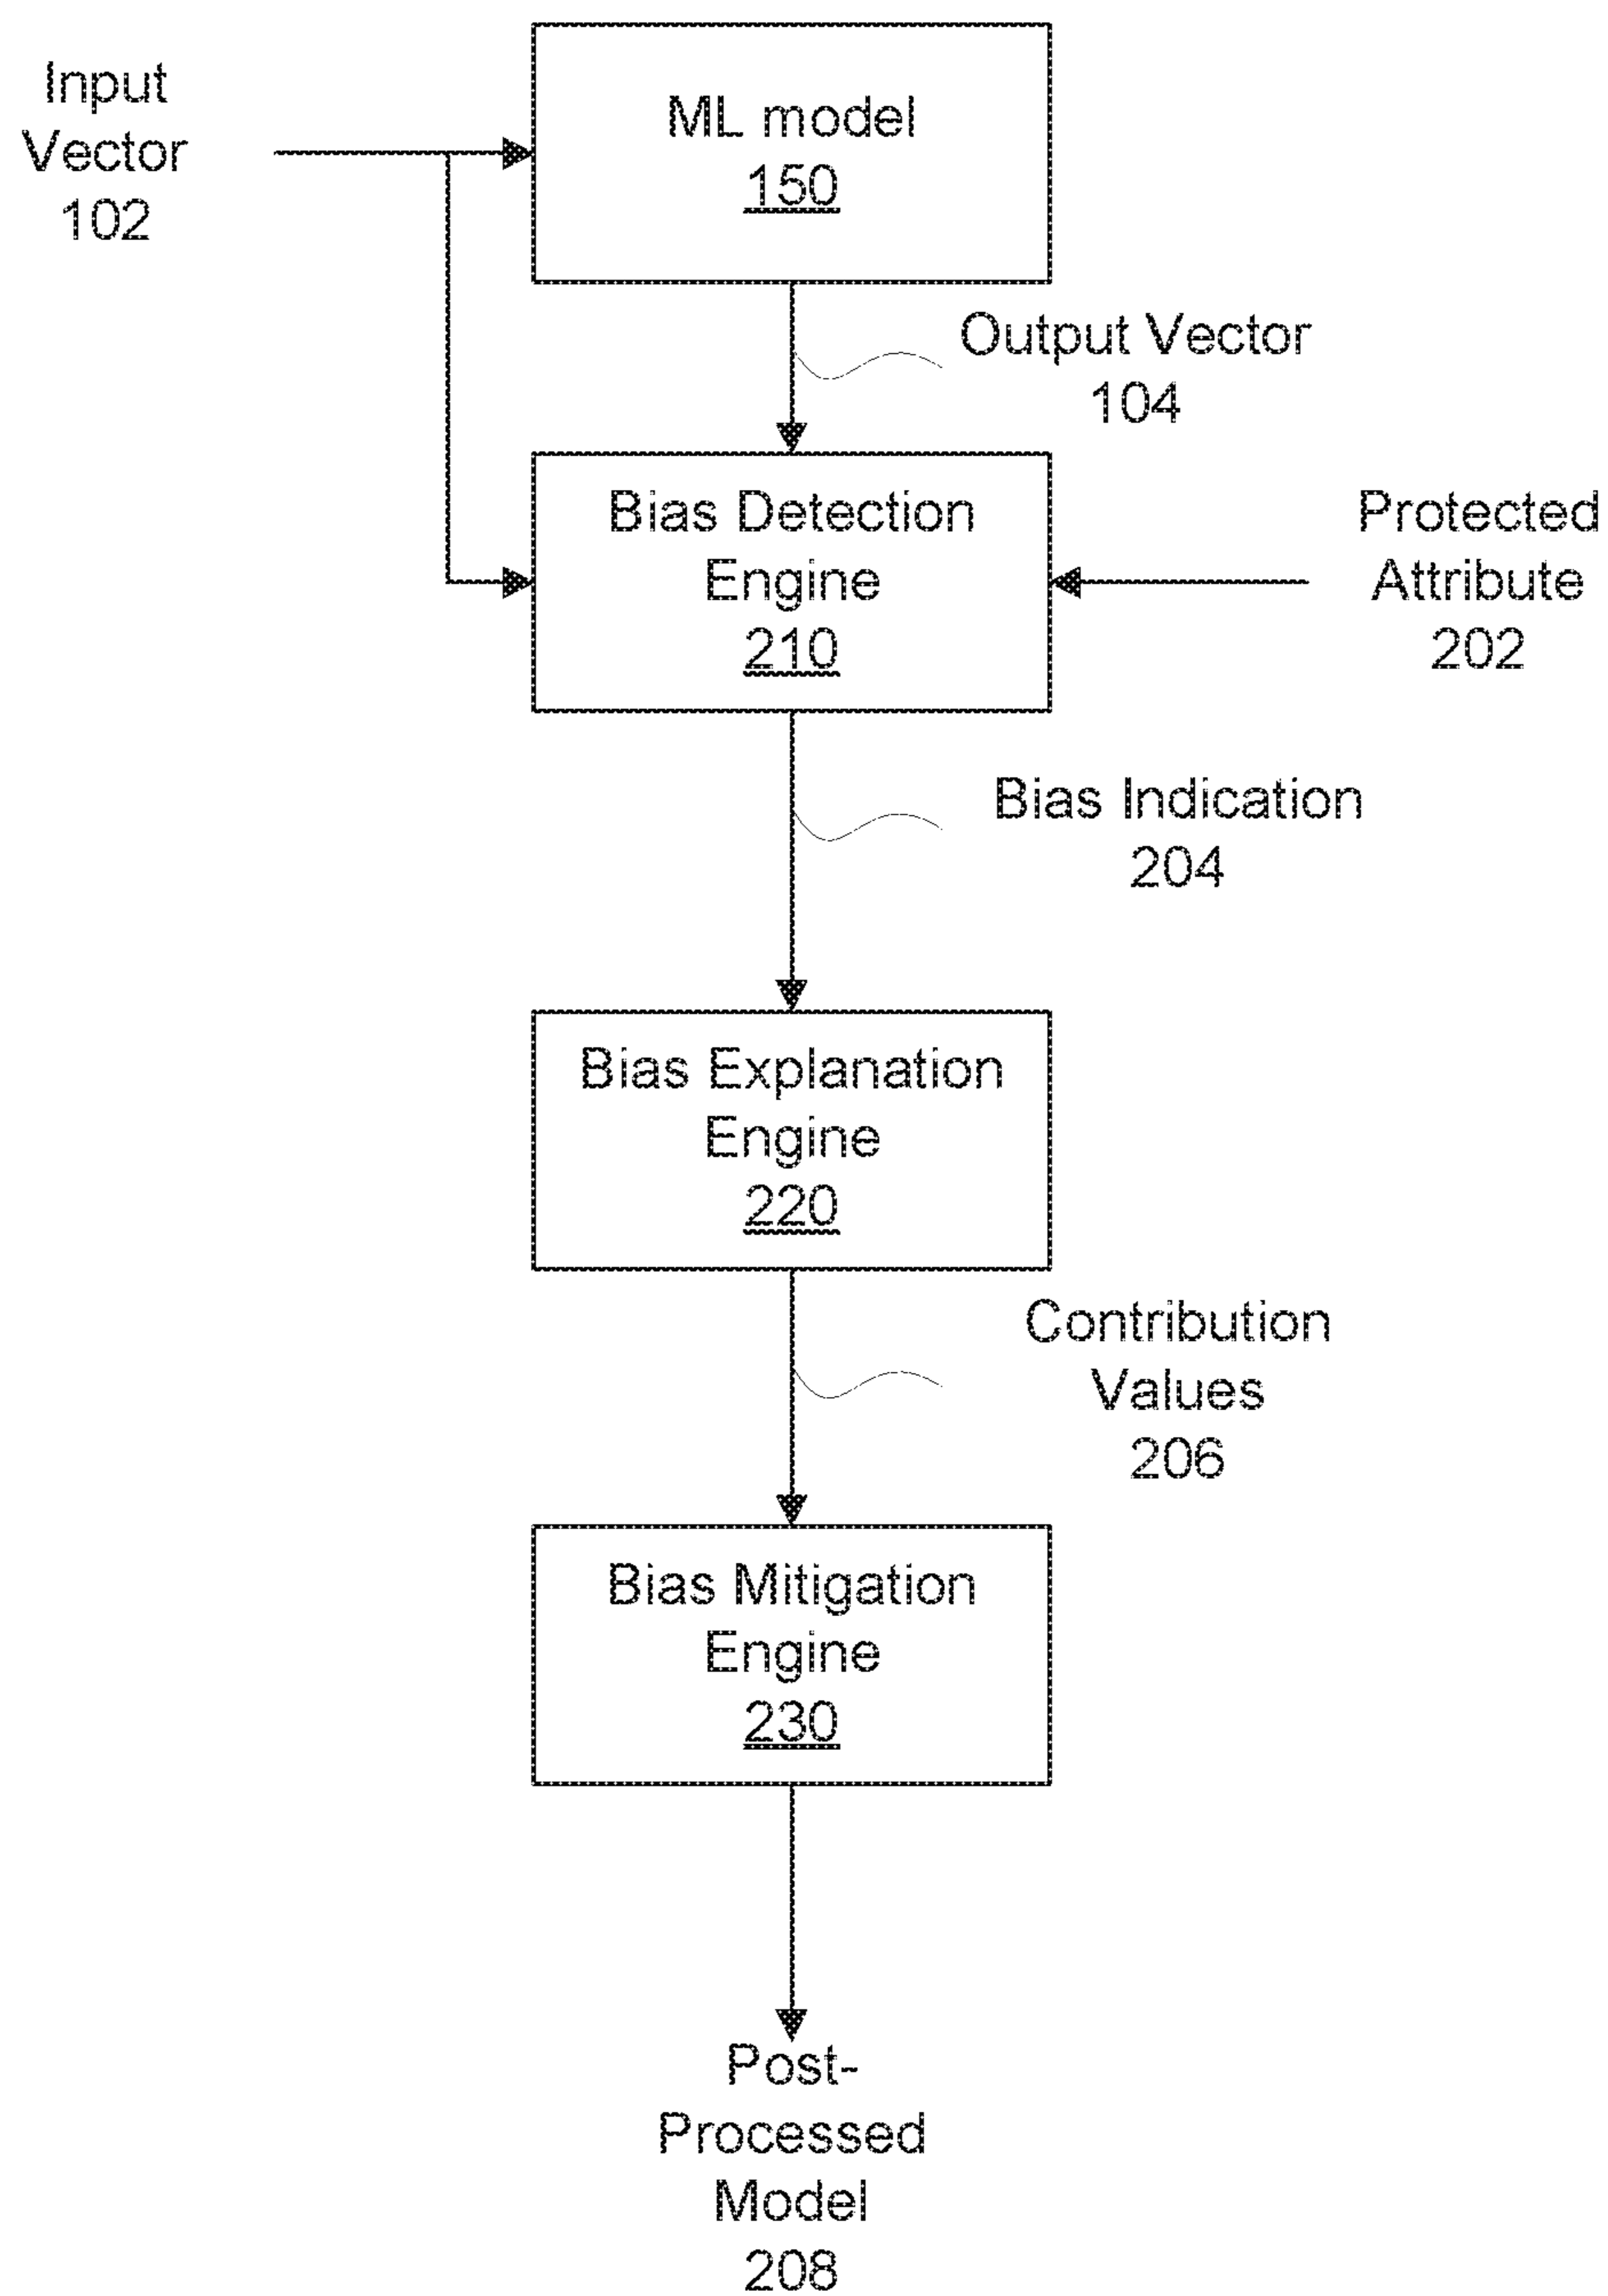 Input
Vector
102
ML model
150
Output Vector
104
Bias Detection
Engine
210
Protected
Attribute
202
Bias Indication
204
Bias Explanation
Engine
220
Contribution
Values
206
Bias Mitigation
Engine
230
Post-
Processed
Model
208